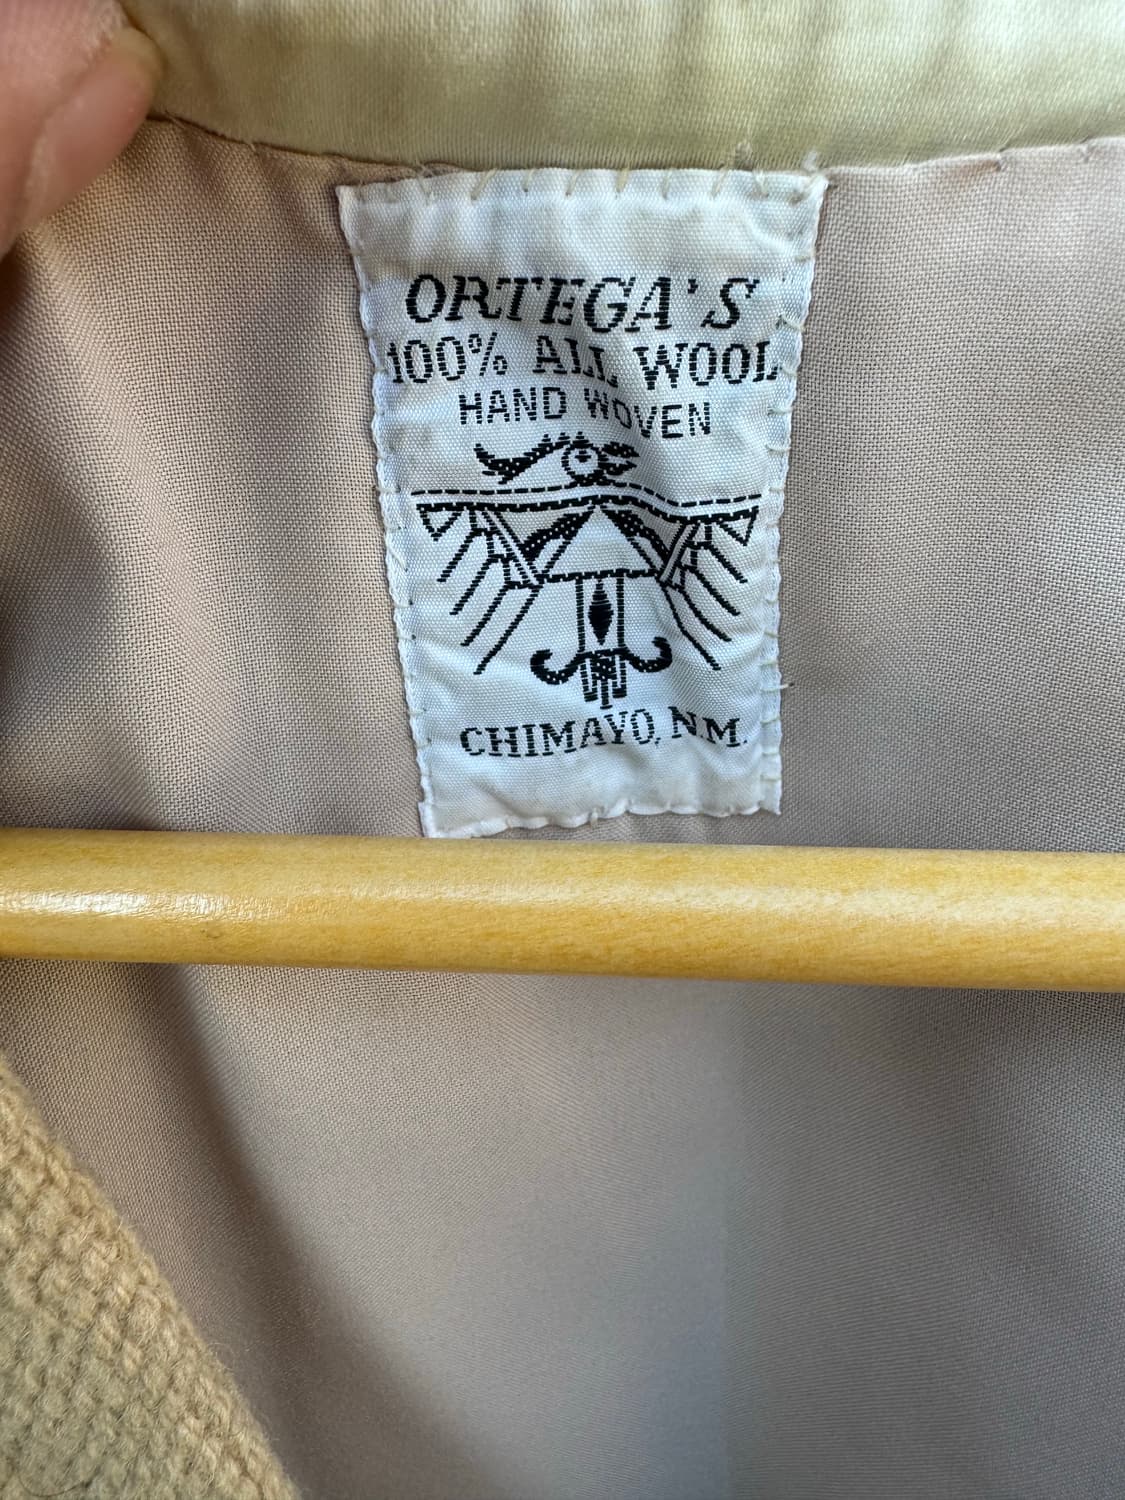 ORTEGA'S
100% ALL WOOL
HAND WOVEN
CHIMAYO, N.M.